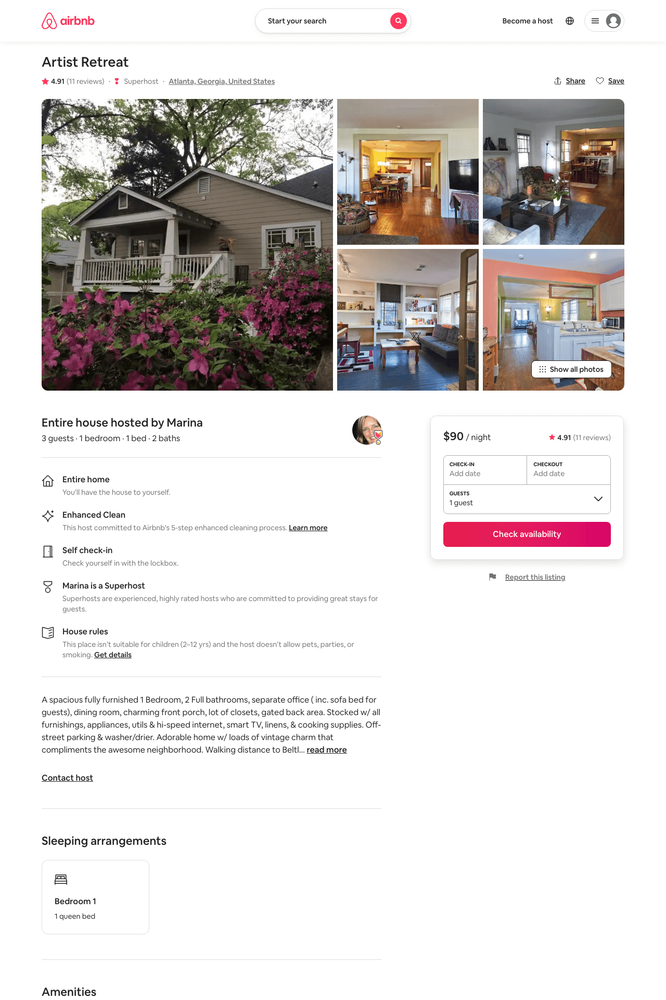 airbnb
Start your search
Become a host
Artist Retreat
4.91 (11 reviews) · Superhost · Atlanta, Georgia, United States
Share
Save
Show all photos
Entire house hosted by Marina
3 guests · 1 bedroom · 1 bed · 2 baths
Entire home
You’ll have the house to yourself.
Enhanced Clean
This host committed to Airbnb's 5-step enhanced cleaning process. Learn more
Self check-in
Check yourself in with the lockbox.
Marina is a Superhost
Superhosts are experienced, highly rated hosts who are committed to providing great stays for
guests.
House rules
This place isn’t suitable for children (2–12 yrs) and the host doesn’t allow pets, parties, or
smoking. Get details
$90 / night
4.91 (11 reviews)
CHECK-IN
Add date
CHECKOUT
Add date
GUESTS
1 guest
Check availability
Report this listing
A spacious fully furnished 1 Bedroom, 2 Full bathrooms, separate office ( inc. sofa bed for
guests), dining room, charming front porch, lot of closets, gated back area. Stocked w/ all
furnishings, appliances, utils & hi-speed internet, smart TV, linens, & cooking supplies. Off-
street parking & washer/drier. Adorable home w/ loads of vintage charm that
compliments the awesome neighborhood. Walking distance to Beltl... read more
Contact host
Sleeping arrangements
Bedroom 1
1 queen bed
Amenities